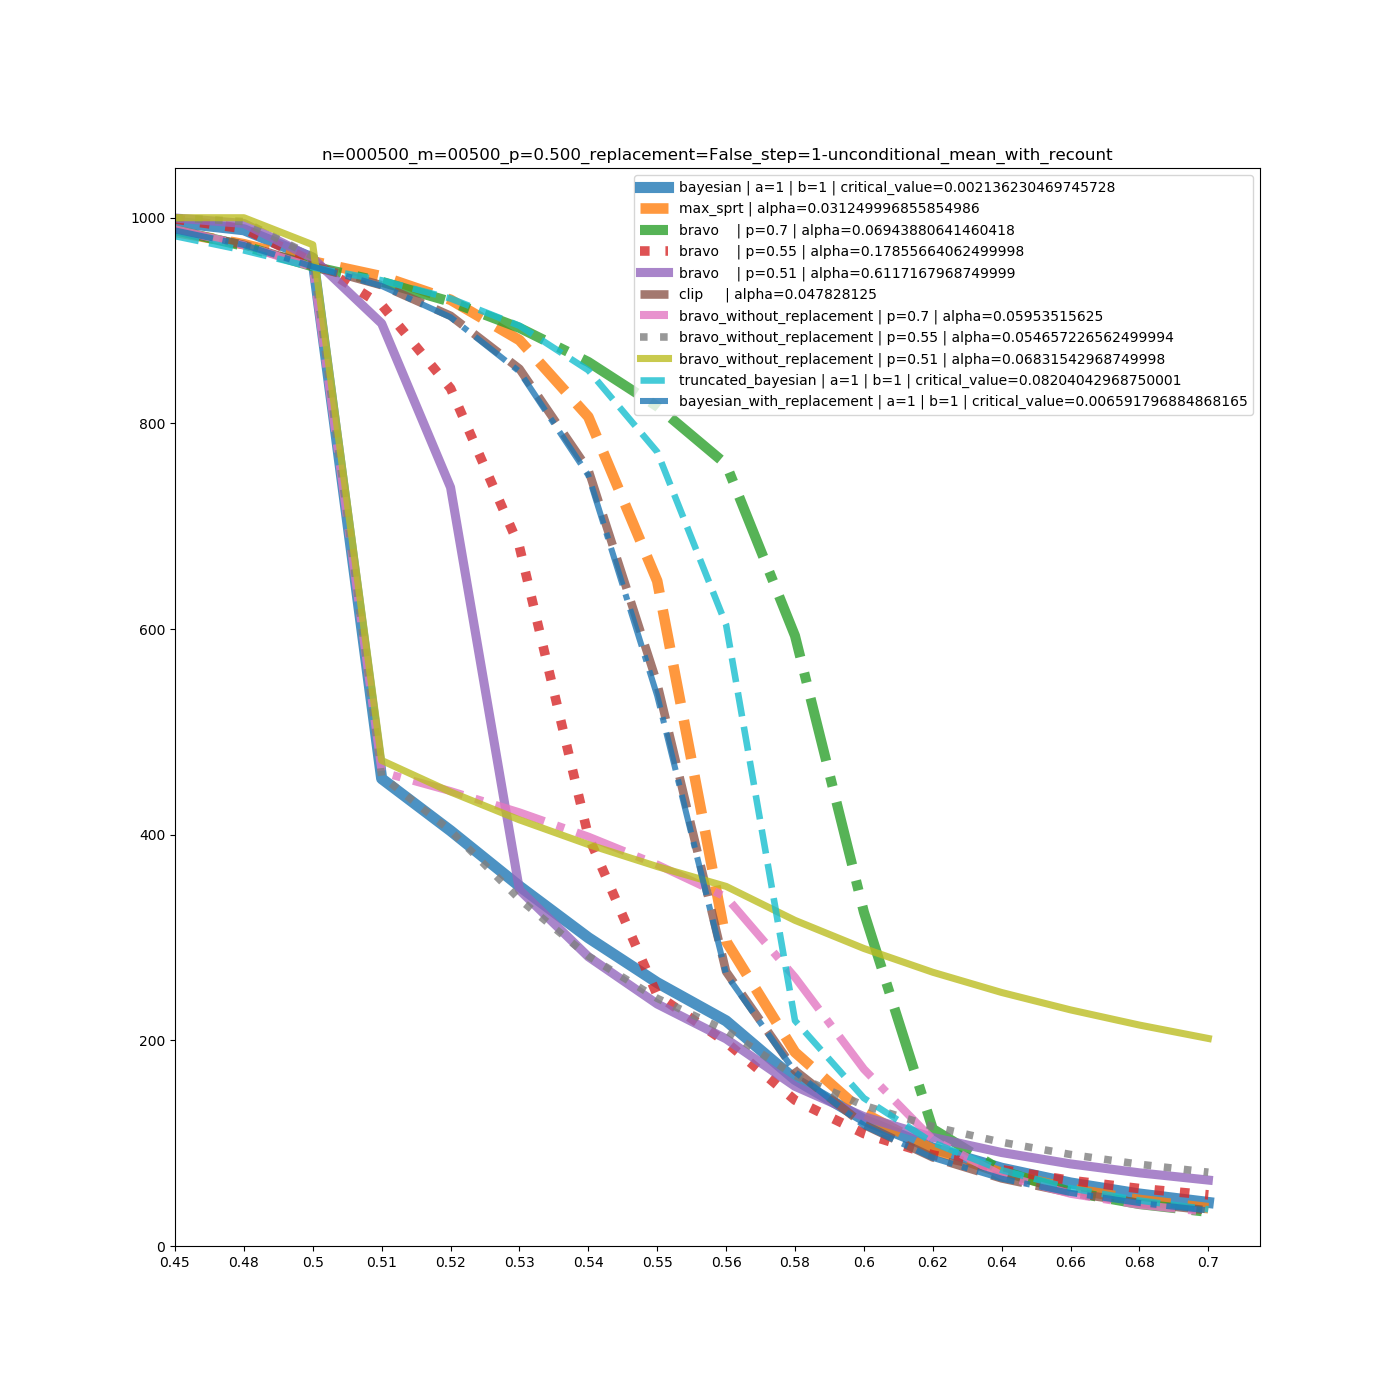 n=000500_m=00500_p=0.500_replacement=False_step=1-unconditional_mean_with_recount
bayesian | a=1 | b=1 | critical_value=0.002136230469745728
max_sprt | alpha=0.031249996855854986
bravo | p=0.7 | alpha=0.06943880641460418
bravo | p=0.55 | alpha=0.17855664062499998
bravo | p=0.51 | alpha=0.6117167968749999
clip | alpha=0.047828125
bravo_without_replacement | p=0.7 | alpha=0.05953515625
bravo_without_replacement | p=0.55 | alpha=0.054657226562499994
bravo_without_replacement | p=0.51 | alpha=0.06831542968749998
truncated_bayesian | a=1 | b=1 | critical_value=0.08204042968750001
bayesian_with_replacement | a=1 | b=1 | critical_value=0.006591796884868165
1000
800
600
400
200
0
0.45 0.48 0.5 0.51 0.52 0.53 0.54 0.55 0.56 0.58 0.6 0.62 0.64 0.66 0.68 0.7